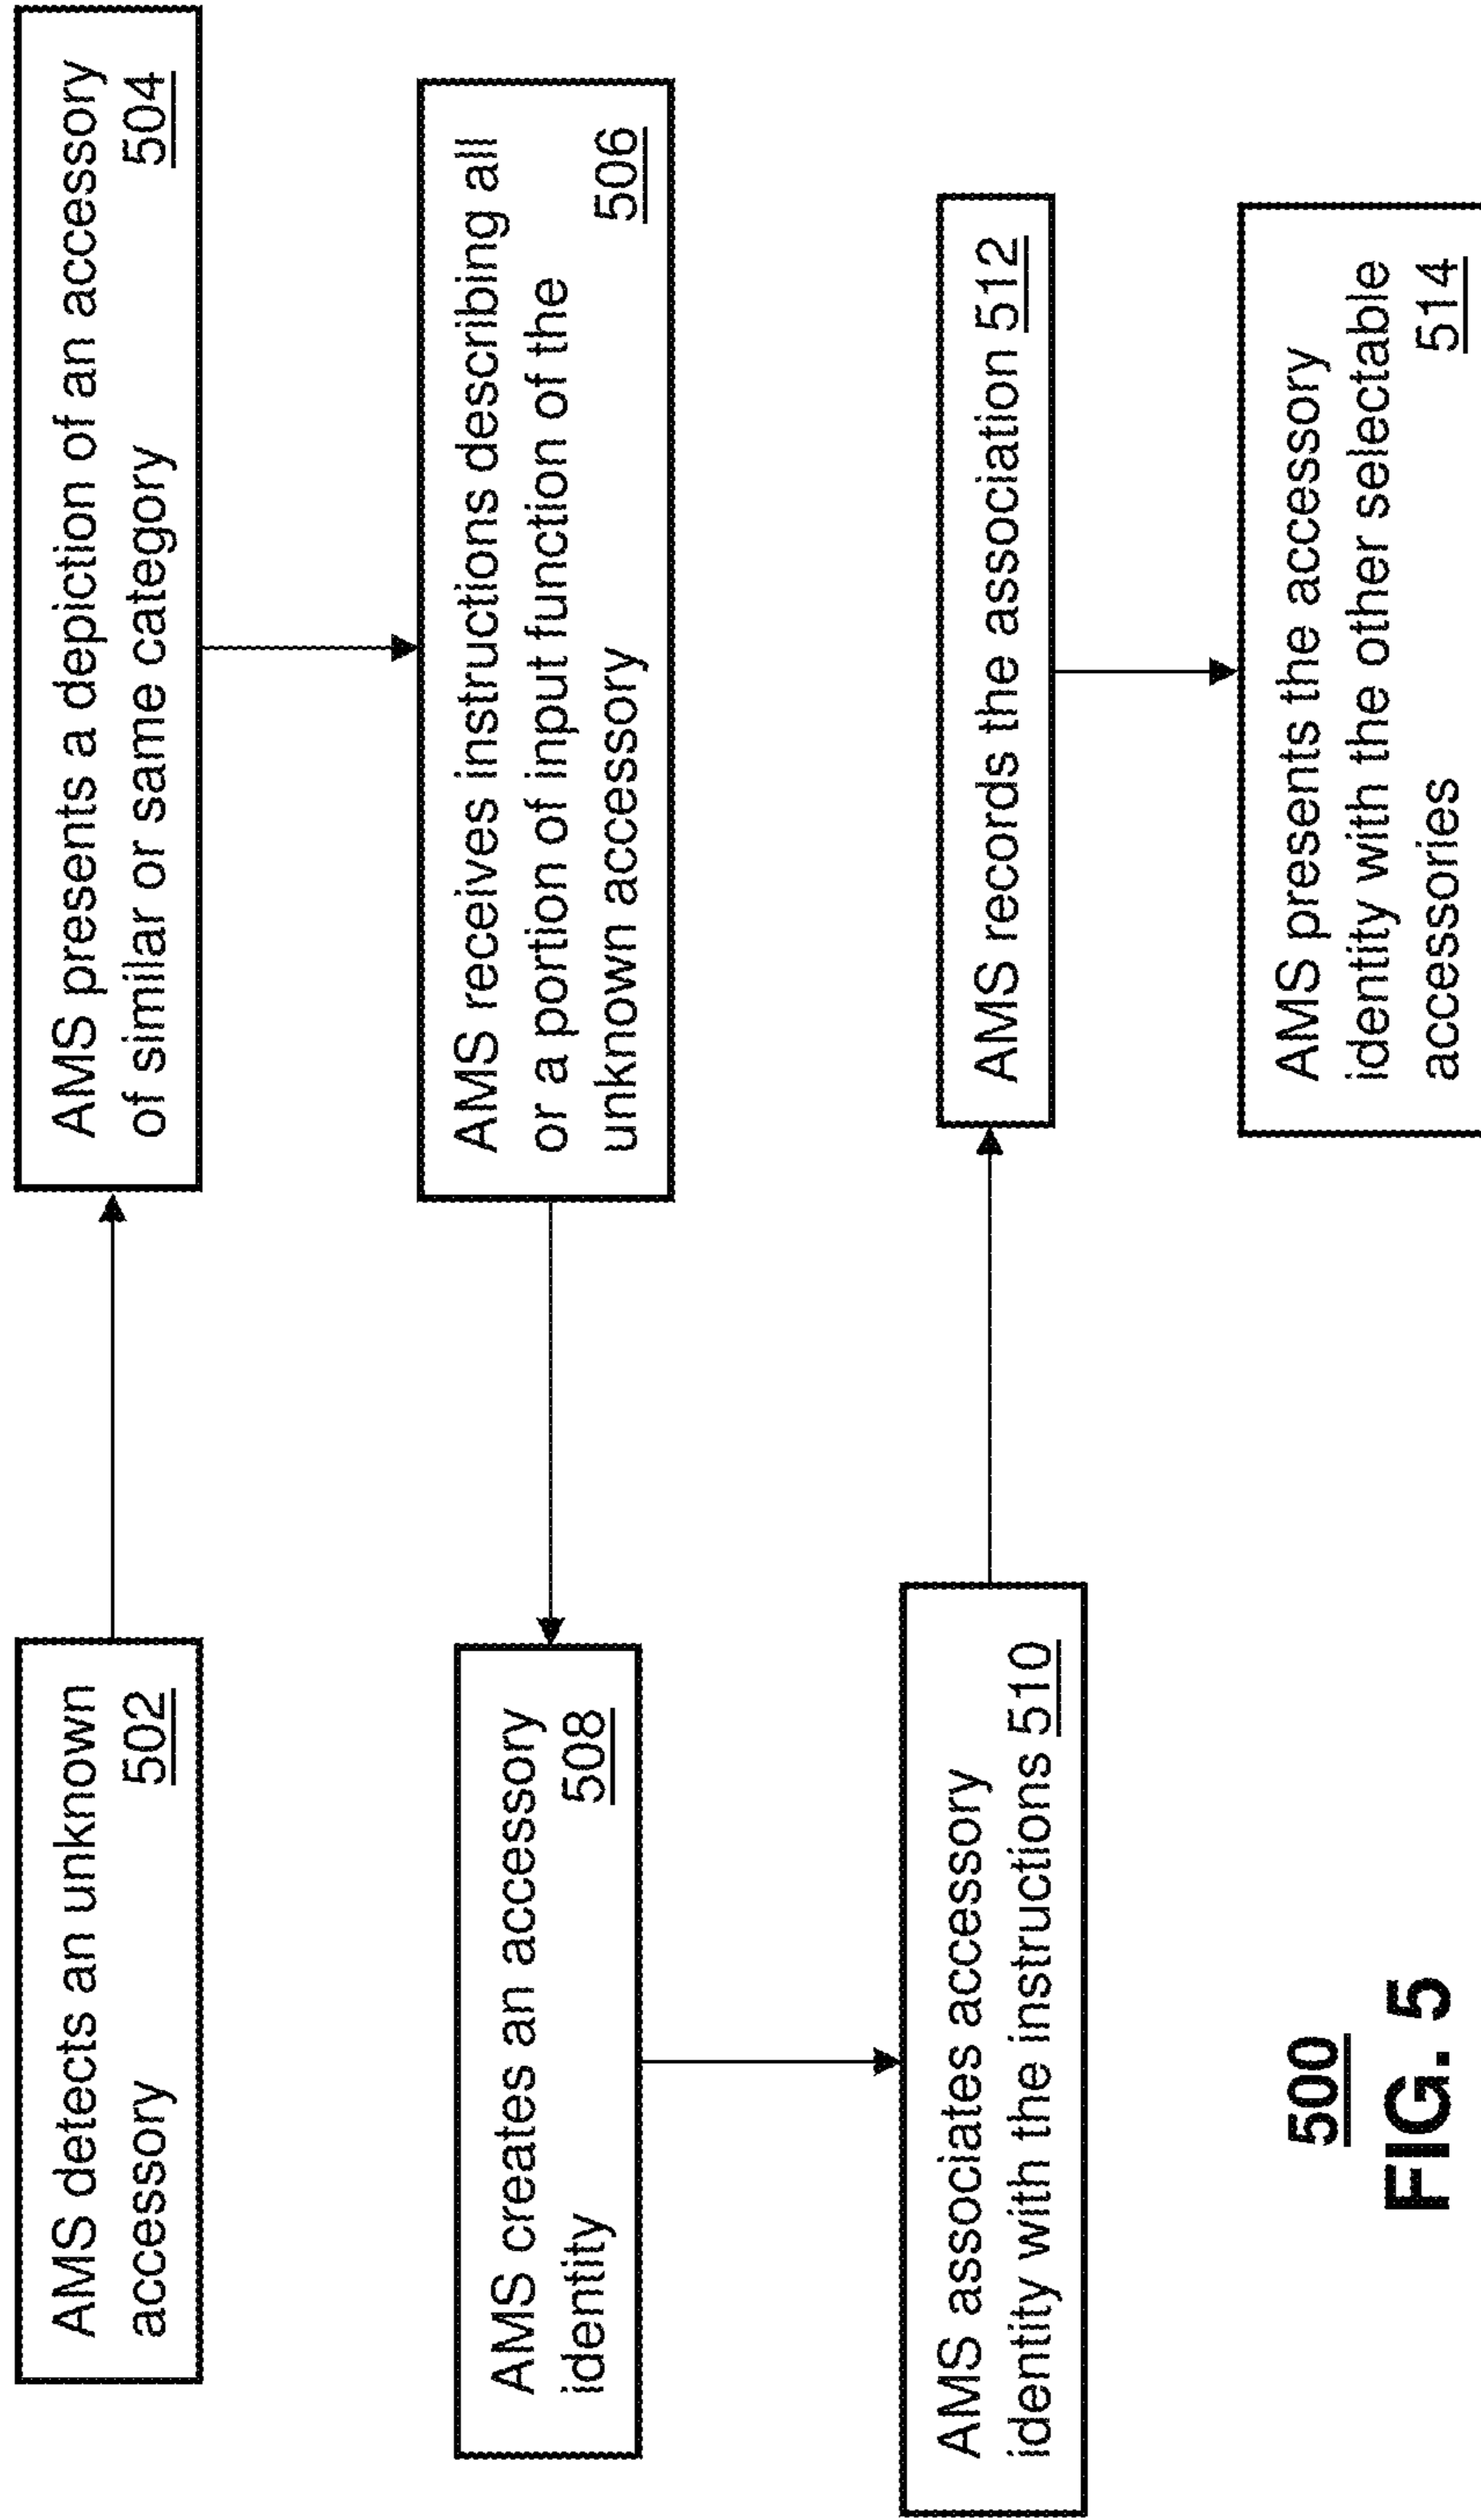 AMS detects an unknown
accessory 502
AMS presents a depiction of an accessory
of similar or same category 504
AMS receives instructions describing all
or a portion of input function of the
unknown accessory 506
AMS creates an accessory
identity 508
AMS associates accessory
identity with the instructions 510
AMS records the association 512
AMS presents the accessory
identity with the other selectable
accessories 514
500
FIG. 5